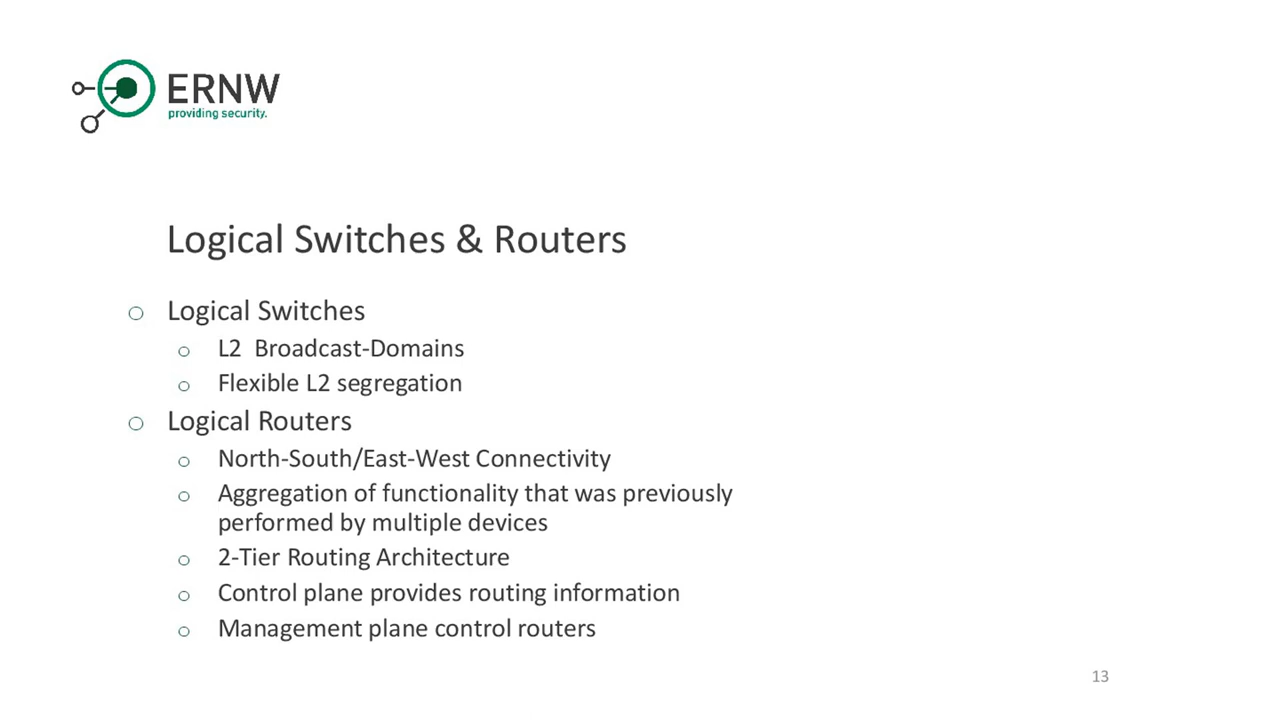 ERNW
providing security.
Logical Switches & Routers
o Logical Switches
o L2 Broadcast-Domains
o Flexible L2 segregation
o Logical Routers
o North-South/East-West Connectivity
o Aggregation of functionality that was previously
performed by multiple devices
o 2-Tier Routing Architecture
o Control plane provides routing information
o Management plane control routers
13